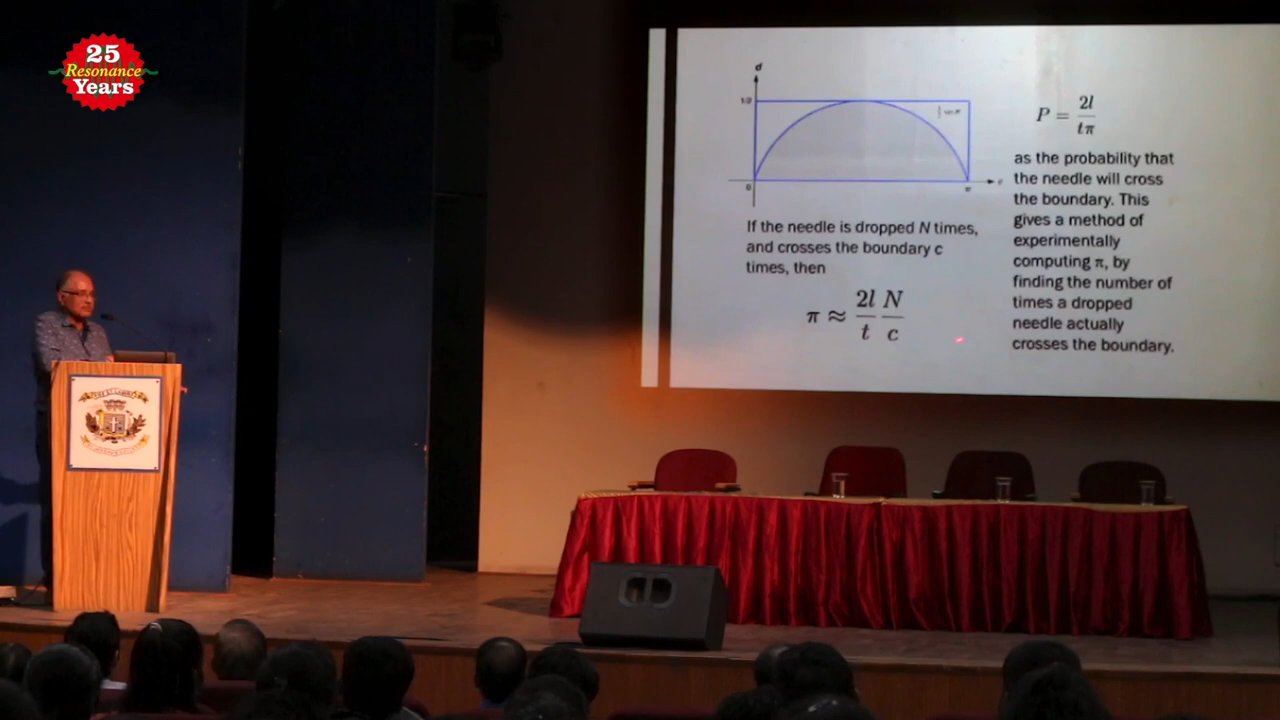 25
Resonance
Years
d
1/2
0
π
If the needle is dropped N times,
and crosses the boundary c
times, then
π ≈ 2l/t N/c
P = 2l/tπ
as the probability that
the needle will cross
the boundary. This
gives a method of
experimentally
computing π, by
finding the number of
times a dropped
needle actually
crosses the boundary.